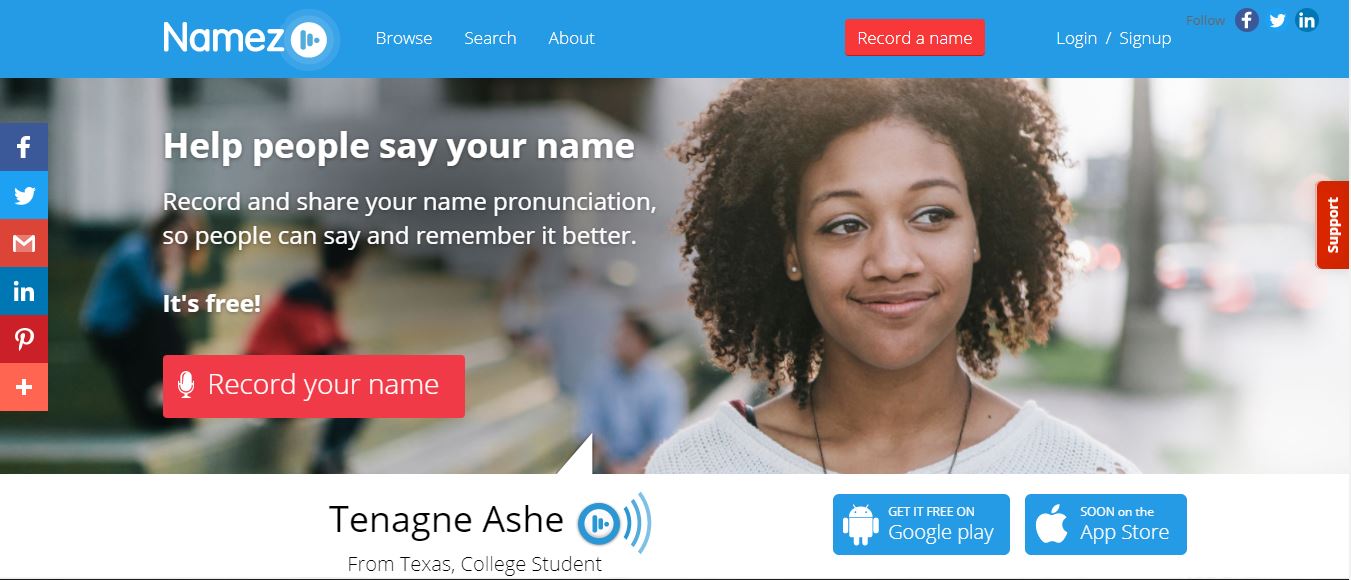 Namez
Browse
Search
About
Record a name
Login / Signup
Follow
Help people say your name
Record and share your name pronunciation,
so people can say and remember it better.
It's free!
Record your name
Support
Tenagne Ashe
From Texas, College Student
GET IT FREE ON
Google play
SOON on the
App Store